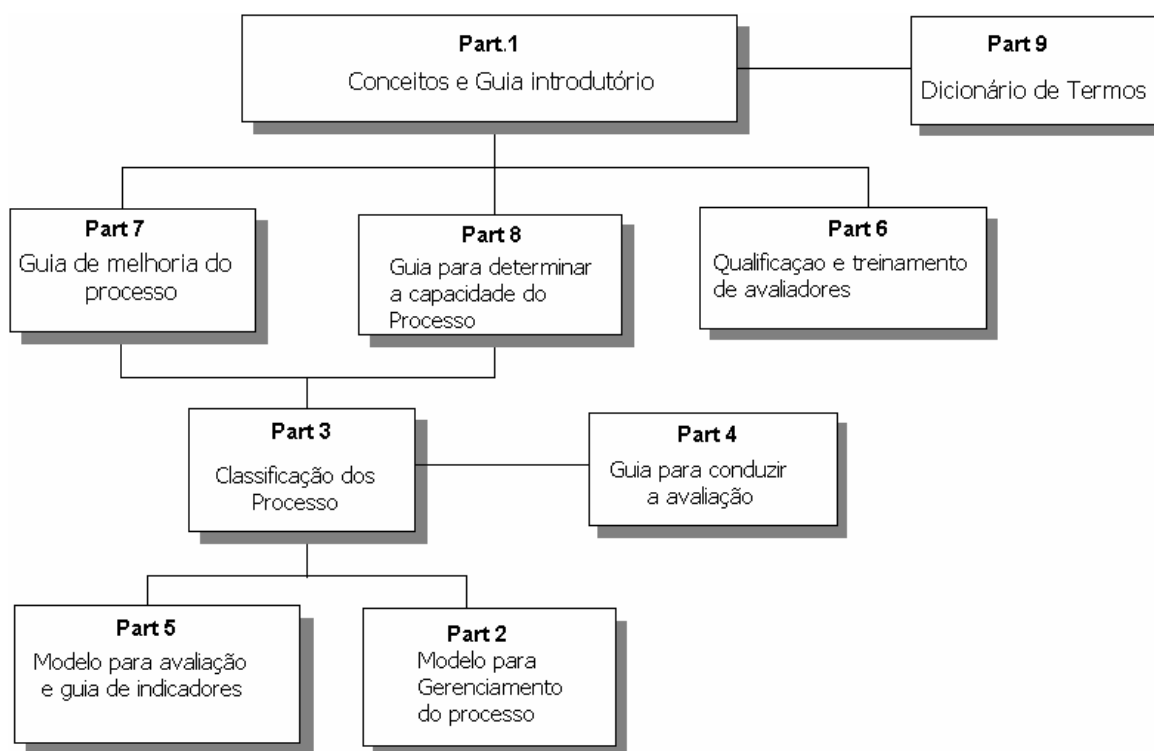 Part.1
Conceitos e Guia introdutório
Part 9
Dicionário de Termos
Part 7
Guia de melhoria do
processo
Part 8
Guia para determinar
a capacidade do
Processo
Part 6
Qualificaçao e treinamento
de avaliadores
Part 3
Classificação dos
Processo
Part 4
Guia para conduzir
a avaliação
Part 5
Modelo para avaliação
e guia de indicadores
Part 2
Modelo para
Gerenciamento
do processo